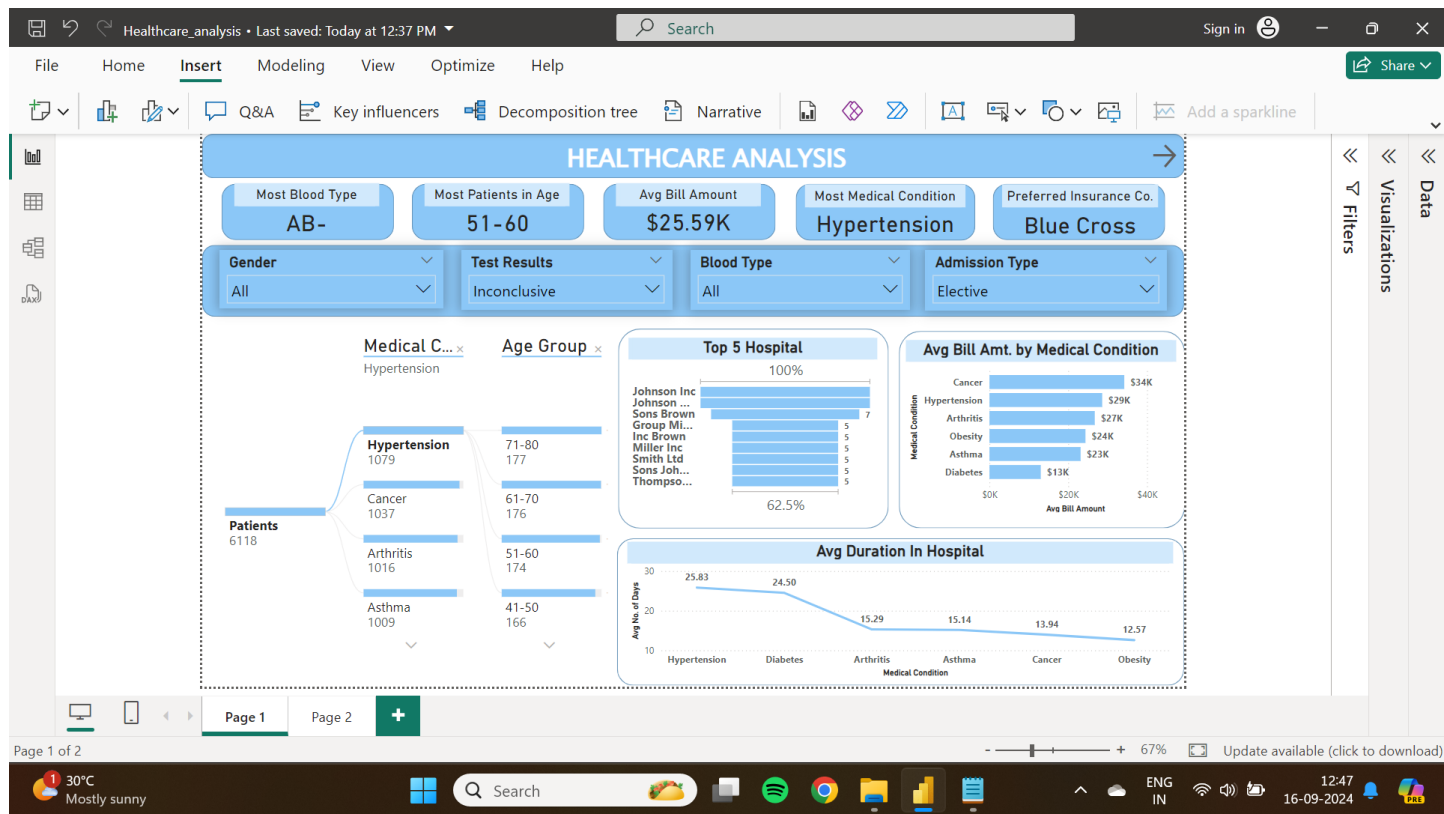 Healthcare_analysis • Last saved: Today at 12:37 PM
Search
Sign in
File Home Insert Modeling View Optimize Help
Share
Q&A Key influencers Decomposition tree Narrative Add a sparkline
HEALTHCARE ANALYSIS
Most Blood Type
AB-
Most Patients in Age
51-60
Avg Bill Amount
$25.59K
Most Medical Condition
Hypertension
Preferred Insurance Co.
Blue Cross
Gender
All
Test Results
Inconclusive
Blood Type
All
Admission Type
Elective
Medical C...
Hypertension
Age Group
Patients
6118
Hypertension
1079
Cancer
1037
Arthritis
1016
Asthma
1009
71-80
177
61-70
176
51-60
174
41-50
166
Top 5 Hospital
100%
Johnson Inc
Johnson ...
Sons Brown 7
Group Mi... 5
Inc Brown 5
Miller Inc 5
Smith Ltd 5
Sons Joh... 5
Thompso... 5
62.5%
Avg Bill Amt. by Medical Condition
Medical Condition
Cancer $34K
Hypertension $29K
Arthritis $27K
Obesity $24K
Asthma $23K
Diabetes $13K
$0K $20K $40K
Avg Bill Amount
Avg Duration In Hospital
Avg No. of Days
30
20
10
25.83 24.50 15.29 15.14 13.94 12.57
Hypertension Diabetes Arthritis Asthma Cancer Obesity
Medical Condition
Filters
Visualizations
Data
DAX
Page 1 Page 2 +
Page 1 of 2
- + 67% Update available (click to download)
1
30°C
Mostly sunny
Search
ENG
IN
12:47
16-09-2024
PRE